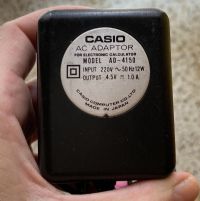 CASIO
AC ADAPTOR
FOR ELECTRONIC CALCULATOR
MODEL AD-4150
INPUT 220V ~ 50Hz 12W
OUTPUT 4.5V ⎓ 1.0A
CASIO COMPUTER CO.,LTD.
MADE IN JAPAN